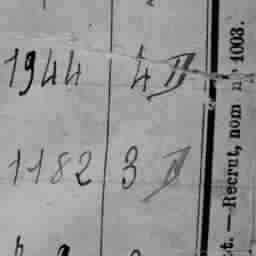 1944 4 II
1182 3 II
t. — Recrut, nom n° 1003.